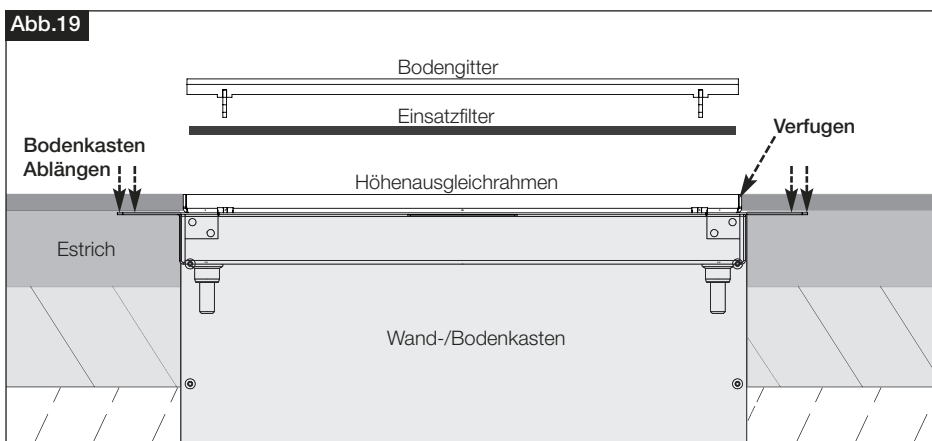 Abb.19
Bodengitter
Einsatzfilter
Verfugen
Bodenkasten
Ablängen
Höhenausgleichrahmen
Estrich
Wand-/Bodenkasten